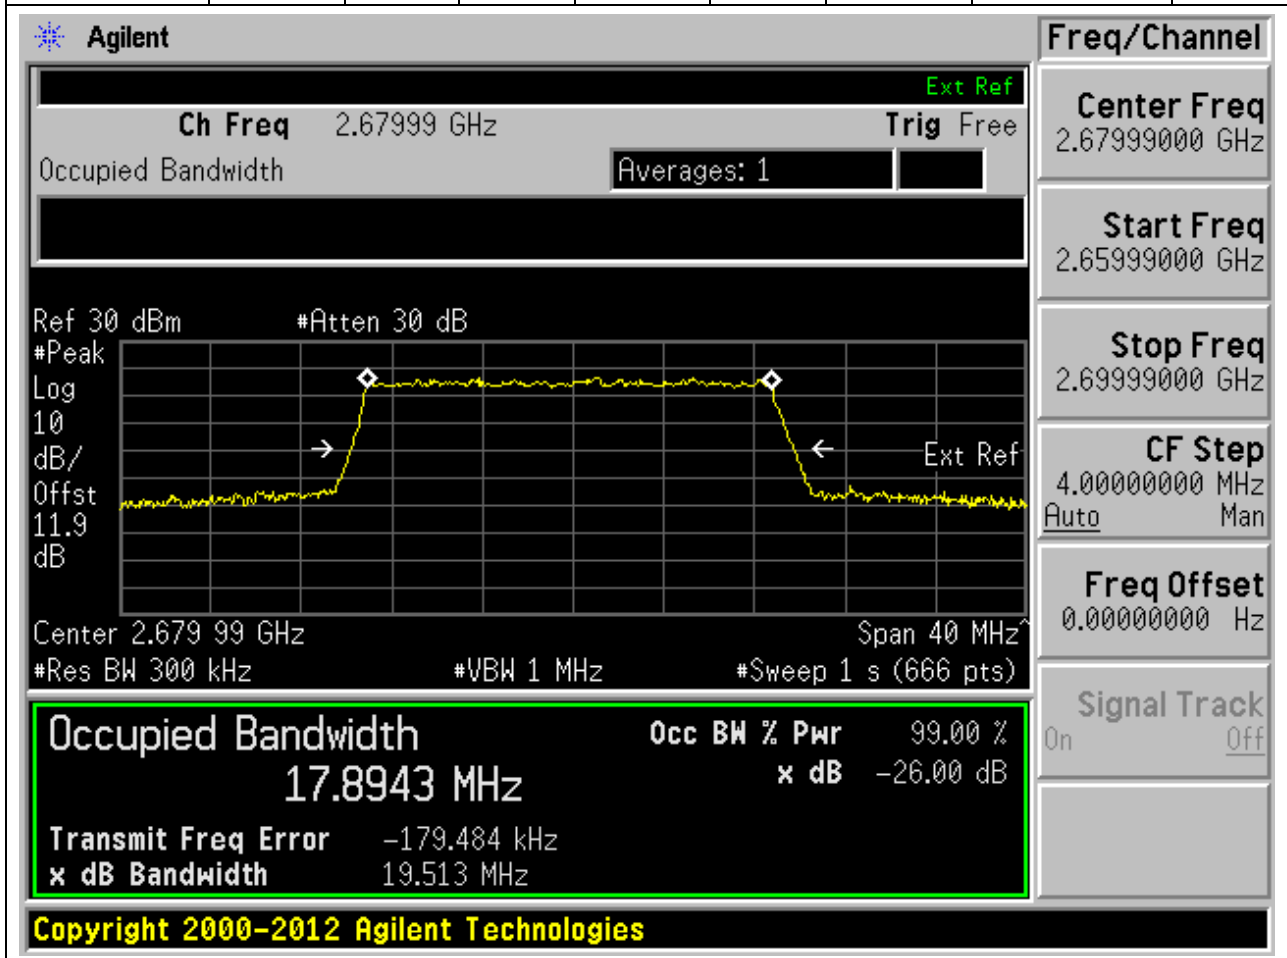 Agilent
Freq/Channel
Ext Ref
Ch Freq 2.67999 GHz Trig Free
Occupied Bandwidth Averages: 1
Center Freq
2.67999000 GHz
Start Freq
2.65999000 GHz
Stop Freq
2.69999000 GHz
CF Step
4.00000000 MHz
Auto Man
Freq Offset
0.00000000 Hz
Signal Track
On Off
Ref 30 dBm #Atten 30 dB
#Peak
Log
10
dB/
Offst
11.9
dB
Ext Ref
Center 2.679 99 GHz Span 40 MHz^
#Res BW 300 kHz #VBW 1 MHz #Sweep 1 s (666 pts)
Occupied Bandwidth
17.8943 MHz
Occ BW % Pwr 99.00 %
x dB -26.00 dB
Transmit Freq Error -179.484 kHz
x dB Bandwidth 19.513 MHz
Copyright 2000-2012 Agilent Technologies